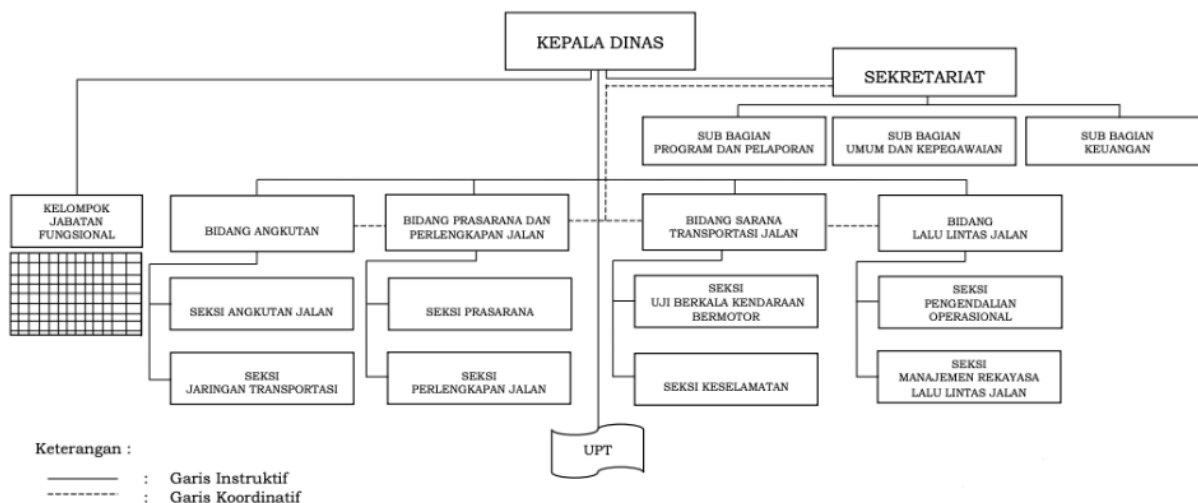 KEPALA DINAS
SEKRETARIAT
SUB BAGIAN
PROGRAM DAN PELAPORAN
SUB BAGIAN
UMUM DAN KEPEGAWAIAN
SUB BAGIAN
KEUANGAN
KELOMPOK
JABATAN
FUNGSIONAL
BIDANG ANGKUTAN
BIDANG PRASARANA DAN
PERLENGKAPAN JALAN
BIDANG SARANA
TRANSPORTASI JALAN
BIDANG
LALU LINTAS JALAN
SEKSI ANGKUTAN JALAN
SEKSI PRASARANA
SEKSI
UJI BERKALA KENDARAAN
BERMOTOR
SEKSI
PENGENDALIAN
OPERASIONAL
SEKSI
JARINGAN TRANSPORTASI
SEKSI
PERLENGKAPAN JALAN
SEKSI KESELAMATAN
SEKSI
MANAJEMEN REKAYASA
LALU LINTAS JALAN
UPT
Keterangan :
: Garis Instruktif
: Garis Koordinatif